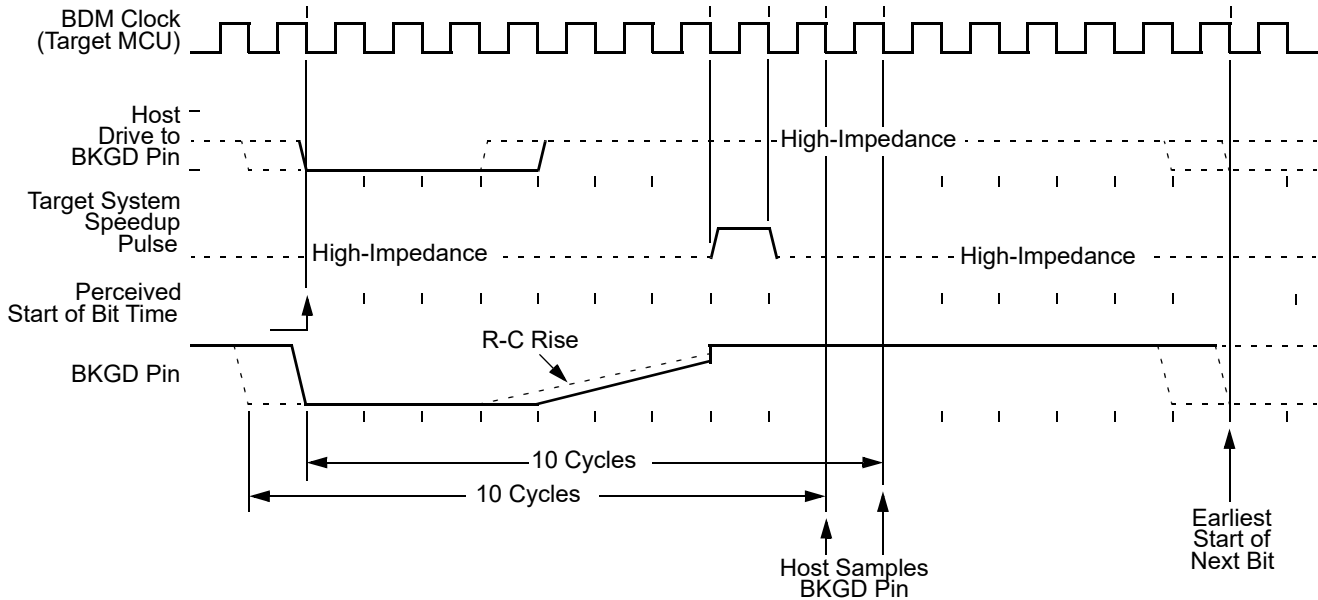 BDM Clock
(Target MCU)
Host
Drive to
BKGD Pin
High-Impedance
Target System
Speedup
Pulse
High-Impedance
High-Impedance
Perceived
Start of Bit Time
R-C Rise
BKGD Pin
10 Cycles
10 Cycles
Earliest
Start of
Next Bit
Host Samples
BKGD Pin